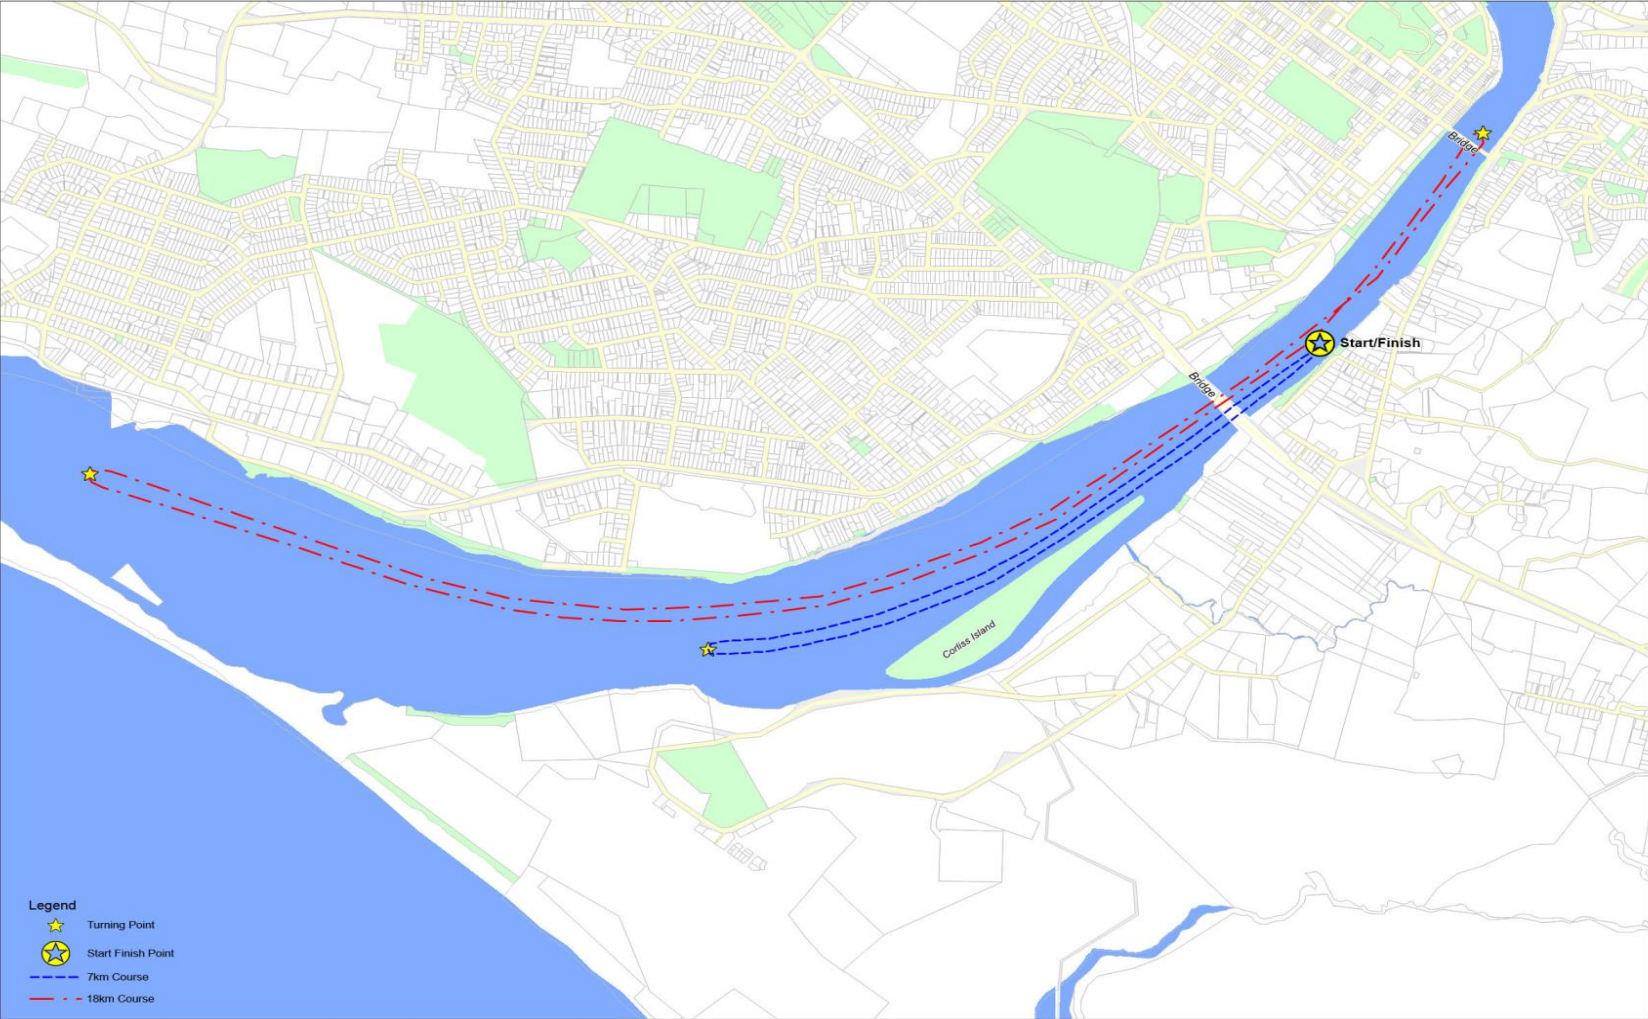 Bridge
Start/Finish
Bridge
Corliss Island
Legend
Turning Point
Start Finish Point
7km Course
18km Course